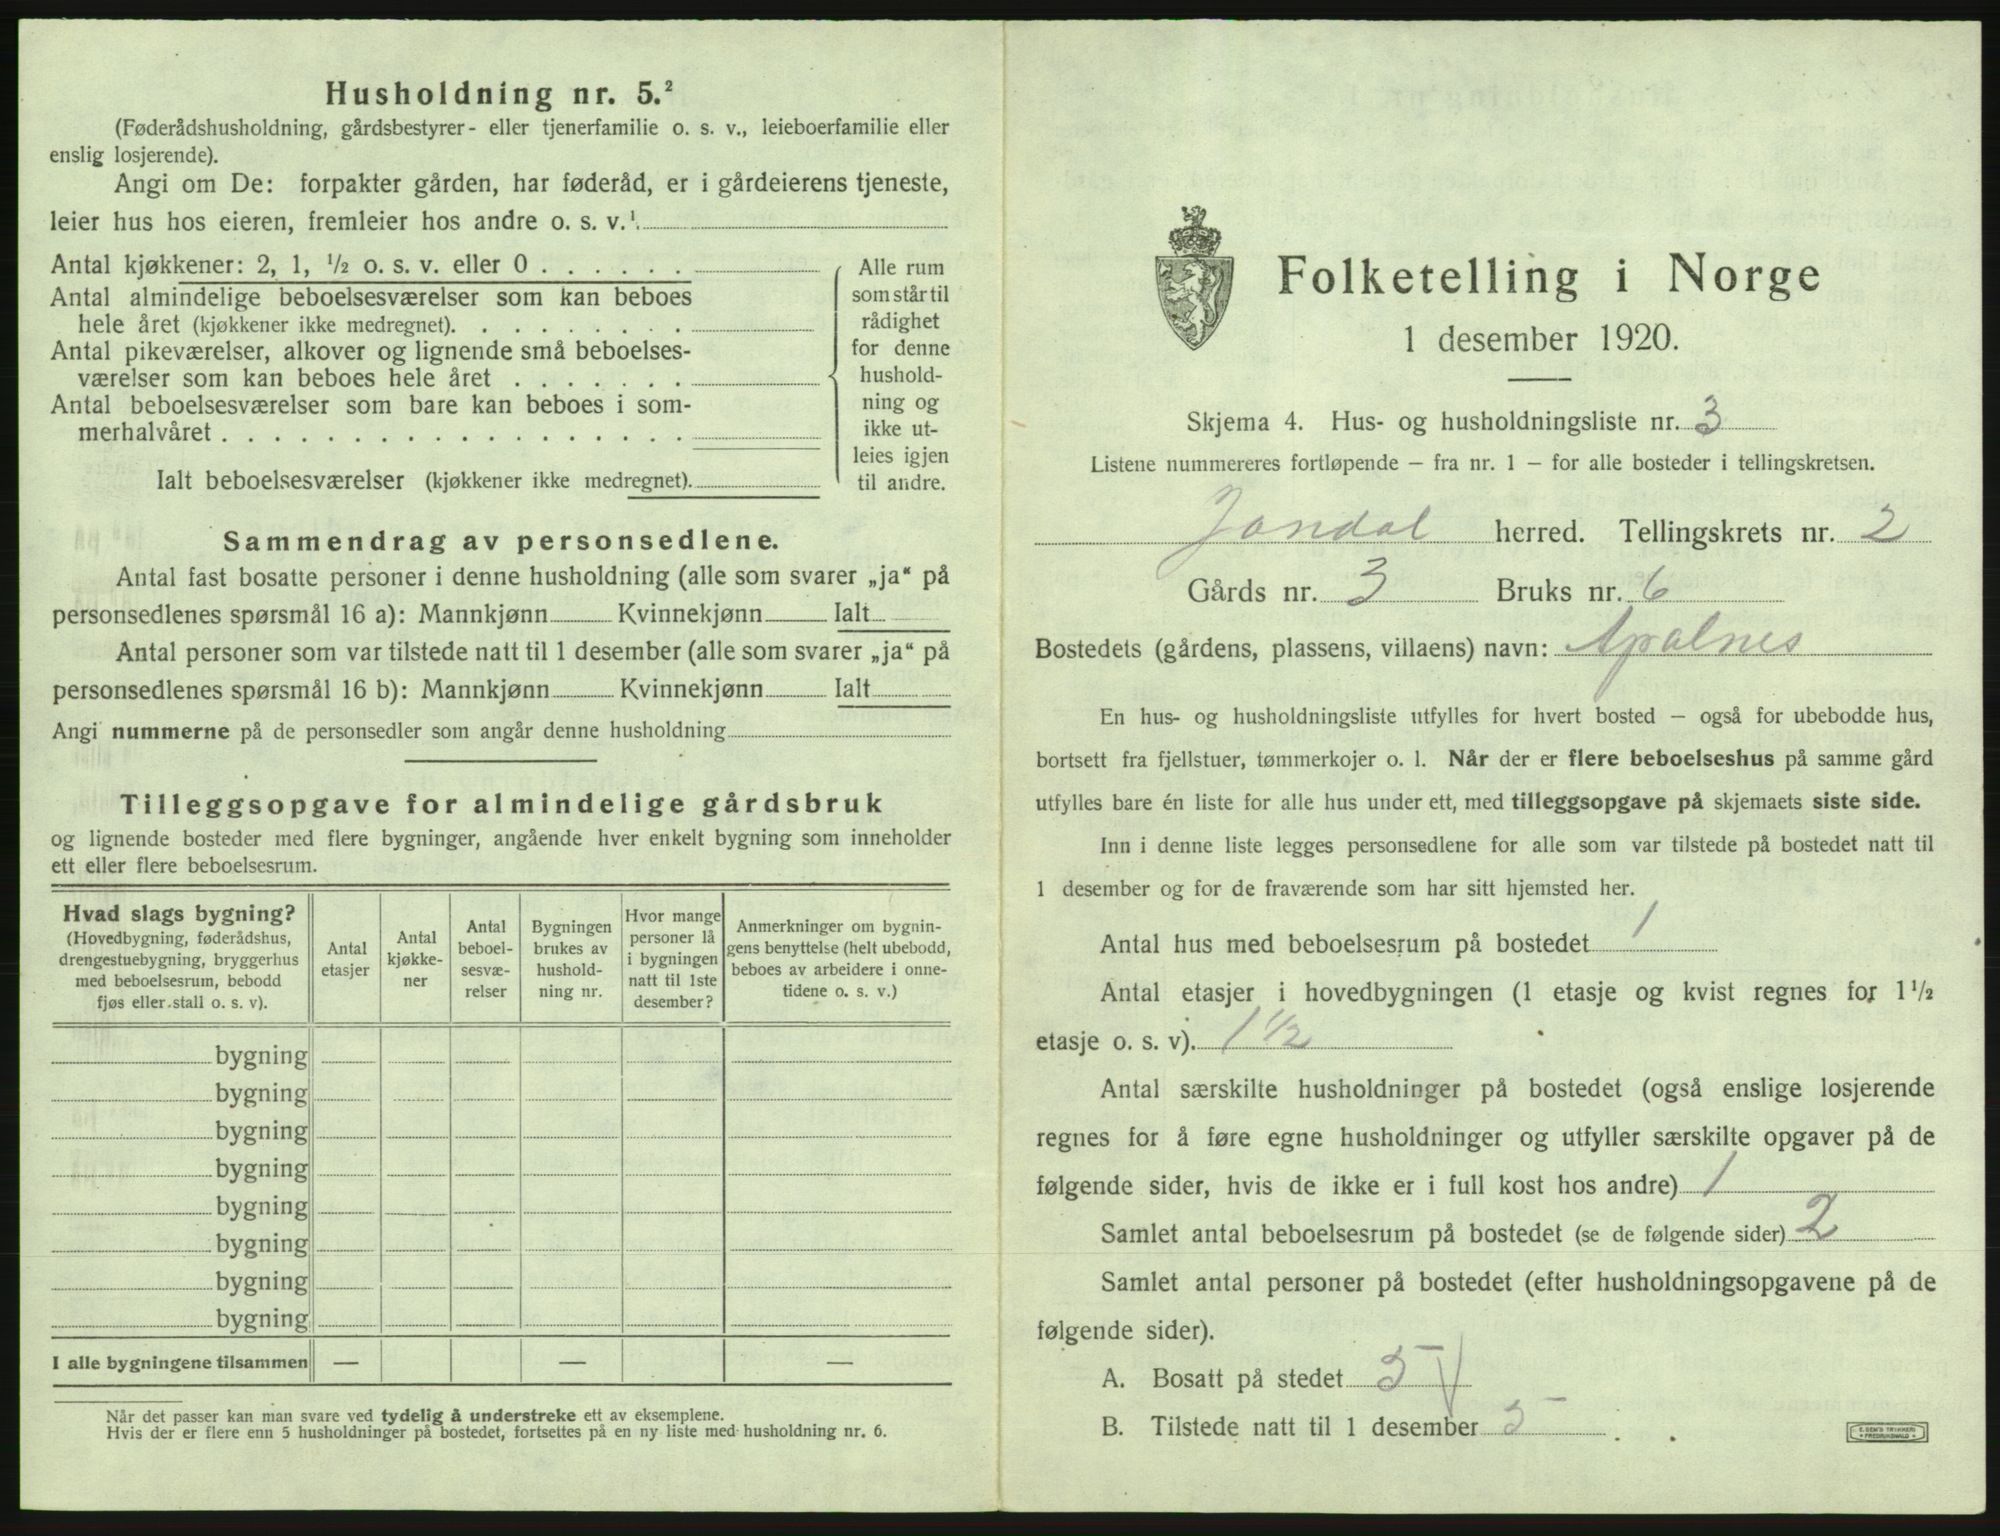 Husholdning nr. 5.²
(Føderådshusholdning, gårdsbestyrer- eller tjenerfamilie o. s. v., leieboerfamilie eller
enslig losjerende).
Angi om De: forpakter gården, har føderåd, er i gårdeierens tjeneste,
leier hus hos eieren, fremleier hos andre o. s. v.¹
Antal kjøkkener: 2, 1, ½ o. s. v. eller 0 . . . . . .
Antal almindelige beboelsesværelser som kan beboes
hele året (kjøkkener ikke medregnet). . . . . . . . .
Antal pikeværelser, alkover og lignende små beboelses-
værelser som kan beboes hele året . . . . . . .
Antal beboelsesværelser som bare kan beboes i som-
merhalvåret . . . . . . . . . . . . . . . . . .
Ialt beboelsesværelser (kjøkkener ikke medregnet).
Alle rum
som står til
rådighet
for denne
hushold-
ning og
ikke ut-
leies igjen
til andre.
Sammendrag av personsedlene.
Antal fast bosatte personer i denne husholdning (alle som svarer „ja“ på
personsedlenes spørsmål 16 a): Mannkjønn Kvinnekjønn Ialt
Antal personer som var tilstede natt til 1 desember (alle som svarer „ja“ på
personsedlenes spørsmål 16 b): Mannkjønn Kvinnekjønn Ialt
Angi nummerne på de personsedler som angår denne husholdning
Tilleggsopgave for almindelige gårdsbruk
og lignende bosteder med flere bygninger, angående hver enkelt bygning som inneholder
ett eller flere beboelsesrum.
Hvad slags bygning?
(Hovedbygning, føderådshus,
drengestuebygning, bryggerhus
med beboelsesrum, bebodd
fjøs eller stall o. s. v).
Antal
etasjer
Antal
kjøkke-
ner
Antal
beboel-
sesvæ-
relser
Bygningen
brukes av
hushold-
ning nr.
Hvor mange
personer lå
i bygningen
natt til 1ste
desember?
Anmerkninger om bygnin-
gens benyttelse (helt ubebodd,
beboes av arbeidere i onne-
tidene o. s. v.)
bygning
bygning
bygning
bygning
bygning
bygning
bygning
bygning
I alle bygningene tilsammen — — —
Når det passer kan man svare ved tydelig å understreke ett av eksemplene.
Hvis der er flere enn 5 husholdninger på bostedet, fortsettes på en ny liste med husholdning nr. 6.
Folketelling i Norge
1 desember 1920.
Skjema 4. Hus- og husholdningsliste nr. 3
Listene nummereres fortløpende – fra nr. 1 – for alle bosteder i tellingskretsen.
Jondal herred. Tellingskrets nr. 2
Gårds nr. 3 Bruks nr. 6
Bostedets (gårdens, plassens, villaens) navn: Apalnes
En hus- og husholdningsliste utfylles for hvert bosted – også for ubebodde hus,
bortsett fra fjellstuer, tømmerkojer o. l. Når der er flere beboelseshus på samme gård
utfylles bare én liste for alle hus under ett, med tilleggsopgave på skjemaets siste side.
Inn i denne liste legges personsedlene for alle som var tilstede på bostedet natt til
1 desember og for de fraværende som har sitt hjemsted her.
Antal hus med beboelsesrum på bostedet 1
Antal etasjer i hovedbygningen (1 etasje og kvist regnes for 1½
etasje o. s. v). 1 ½
Antal særskilte husholdninger på bostedet (også enslige losjerende
regnes for å føre egne husholdninger og utfyller særskilte opgaver på de
følgende sider, hvis de ikke er i full kost hos andre) 1
Samlet antal beboelsesrum på bostedet (se de følgende sider) 2
Samlet antal personer på bostedet (efter husholdningsopgavene på de
følgende sider).
A. Bosatt på stedet 5
B. Tilstede natt til 1 desember 5
E. SEM'S TRYKKERI
FREDRIKSHALD